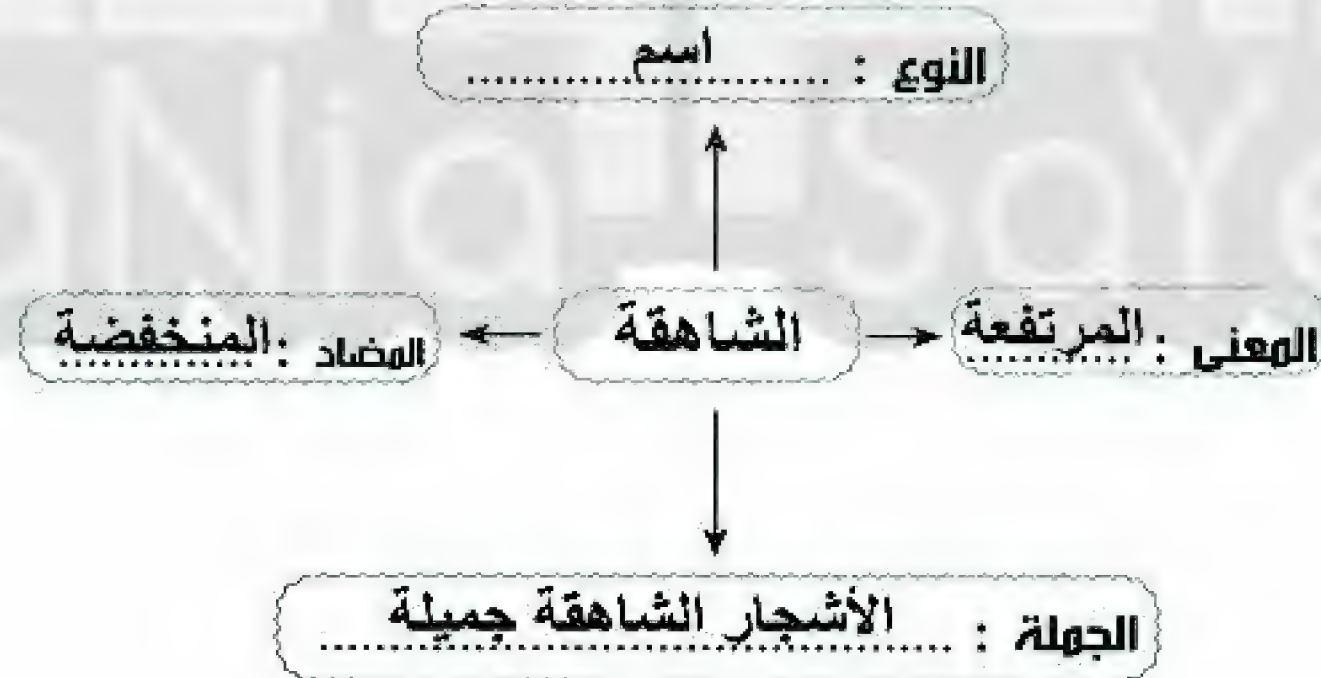 النوع : اسم
المعنى : المرتفعة
الشاهقة
المضاد : المنخفضة
الجملة : الأشجار الشاهقة جميلة